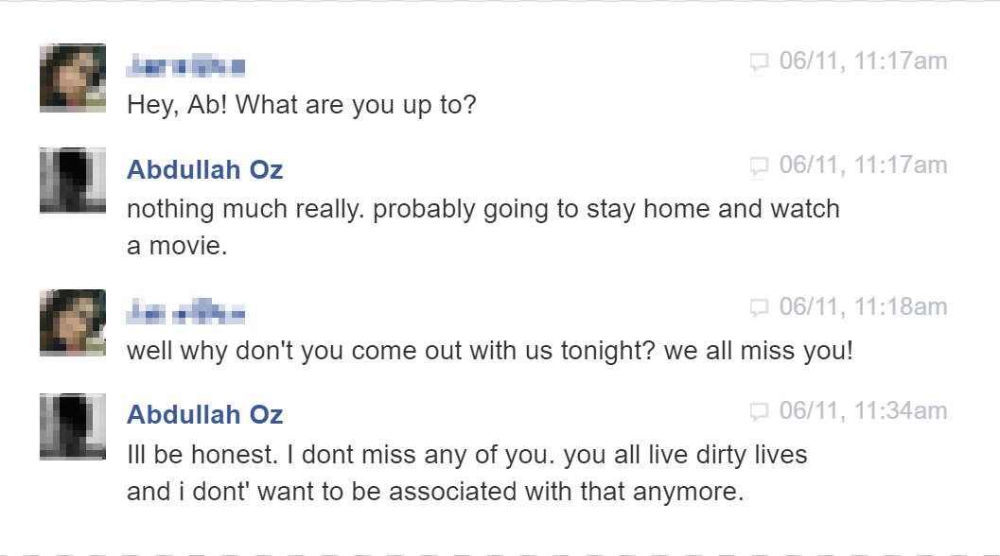 06/11, 11:17am
Hey, Ab! What are you up to?
Abdullah Oz 06/11, 11:17am
nothing much really. probably going to stay home and watch
a movie.
06/11, 11:18am
well why don't you come out with us tonight? we all miss you!
Abdullah Oz 06/11, 11:34am
Ill be honest. I dont miss any of you. you all live dirty lives
and i dont' want to be associated with that anymore.